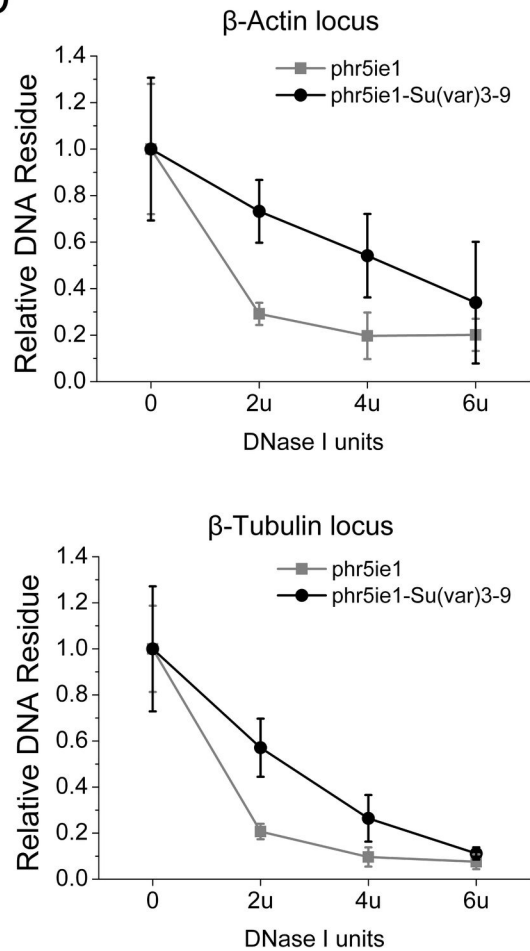 β-Actin locus
phr5ie1
phr5ie1-Su(var)3-9
Relative DNA Residue
1.4
1.2
1.0
0.8
0.6
0.4
0.2
0.0
0 2u 4u 6u
DNase I units
β-Tubulin locus
phr5ie1
phr5ie1-Su(var)3-9
Relative DNA Residue
1.4
1.2
1.0
0.8
0.6
0.4
0.2
0.0
0 2u 4u 6u
DNase I units